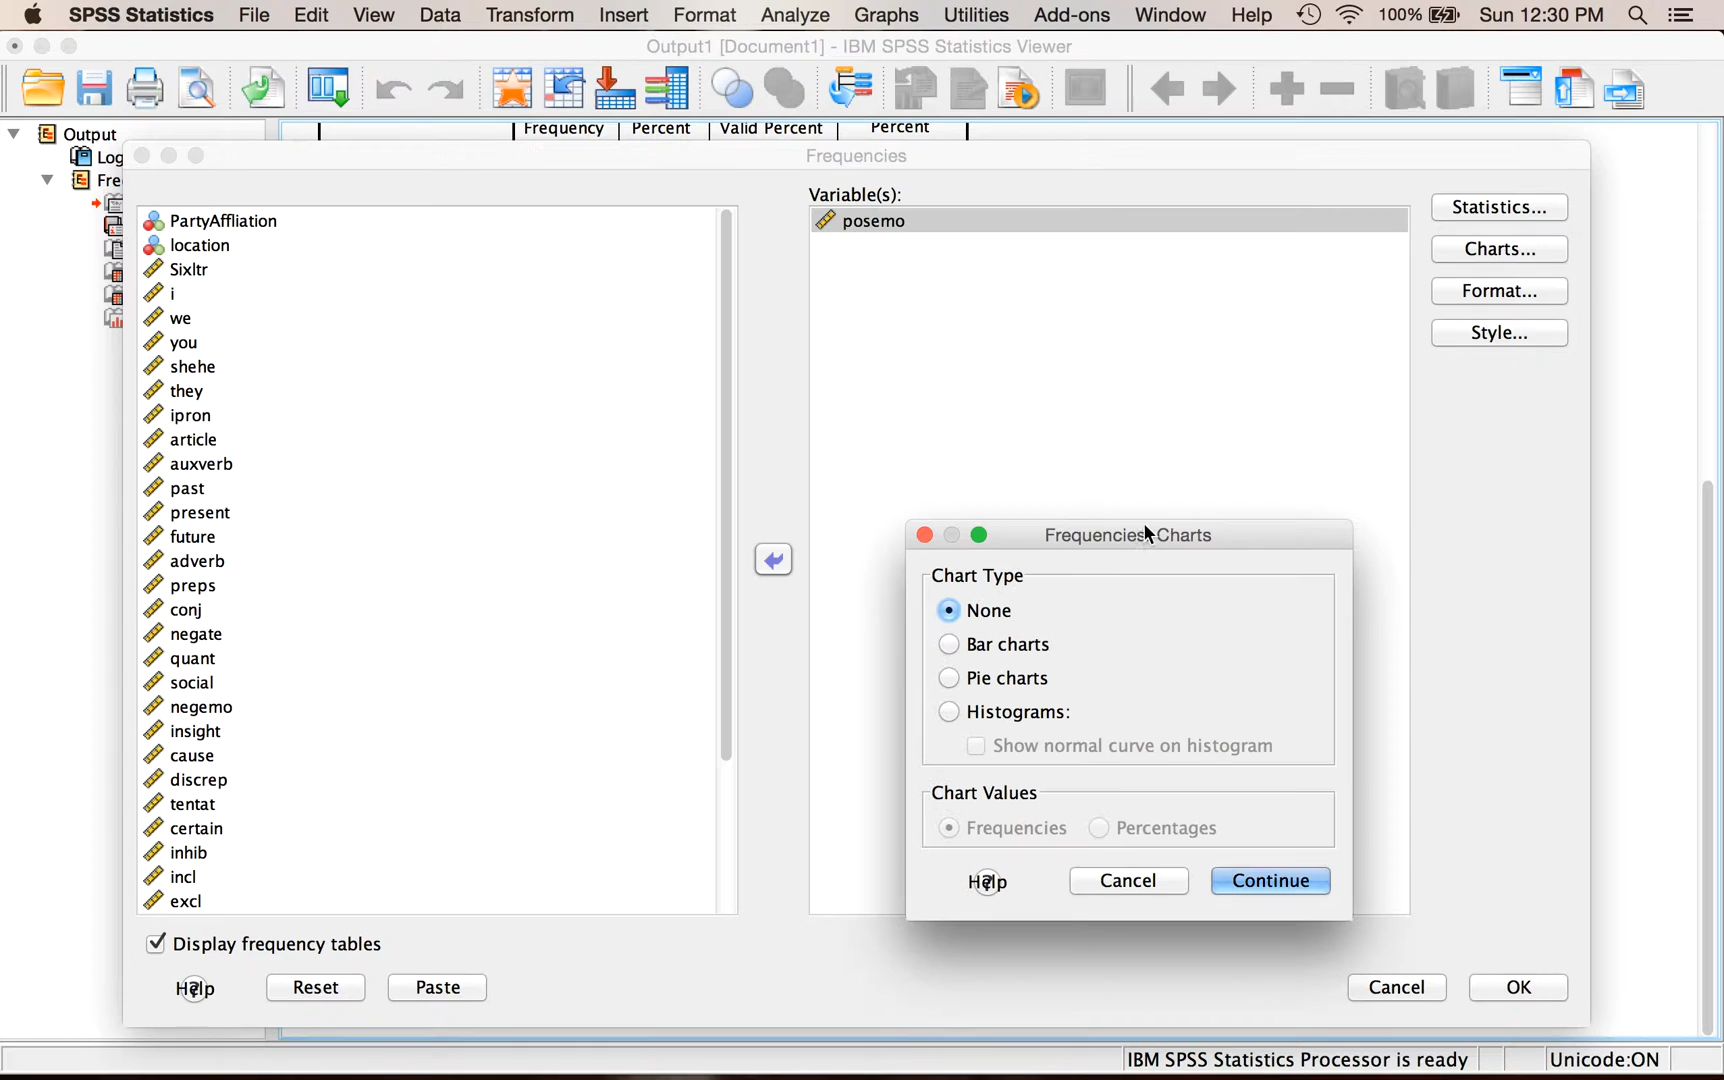 SPSS Statistics File Edit View Data Transform Insert Format Analyze Graphs Utilities Add-ons Window Help 100% Sun 12:30 PM
Output1 [Document1] - IBM SPSS Statistics Viewer
Output
Log
Fre
Frequency Percent Valid Percent Percent
Frequencies
PartyAffliation
location
Sixltr
i
we
you
shehe
they
ipron
article
auxverb
past
present
future
adverb
preps
conj
negate
quant
social
negemo
insight
cause
discrep
tentat
certain
inhib
incl
excl
Variable(s):
posemo
Statistics...
Charts...
Format...
Style...
Frequencies: Charts
Chart Type
None
Bar charts
Pie charts
Histograms:
Show normal curve on histogram
Chart Values
Frequencies Percentages
Help Cancel Continue
Display frequency tables
Help Reset Paste Cancel OK
IBM SPSS Statistics Processor is ready Unicode:ON